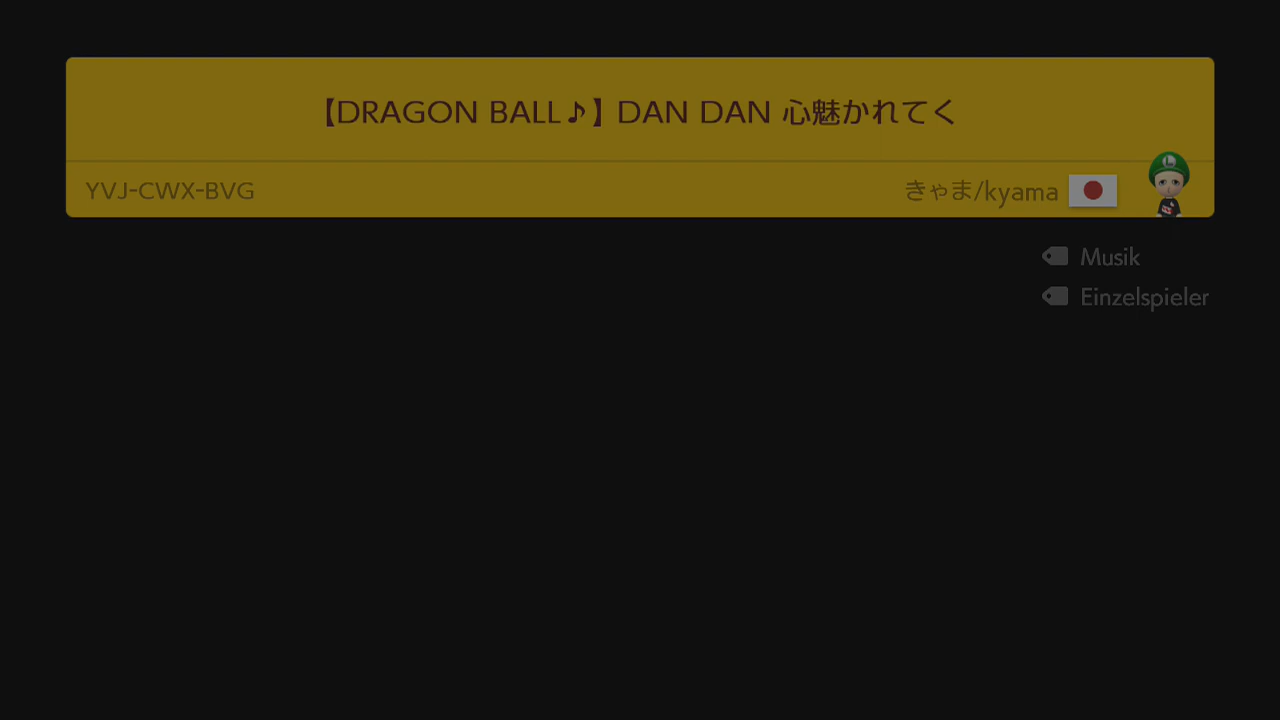 【DRAGON BALL♪】 DAN DAN 心魅かれてく
YVJ-CWX-BVG
きゃま/kyama
Musik
Einzelspieler